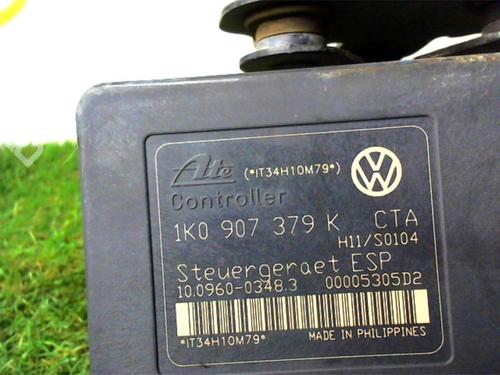 Ate (*IT34H10M79*)
Controller
1K0 907 379 K CTA
H11/S0104
Steuergeraet ESP
10.0960-0348.3 00005305D2
*IT34H10M79* MADE IN PHILIPPINES